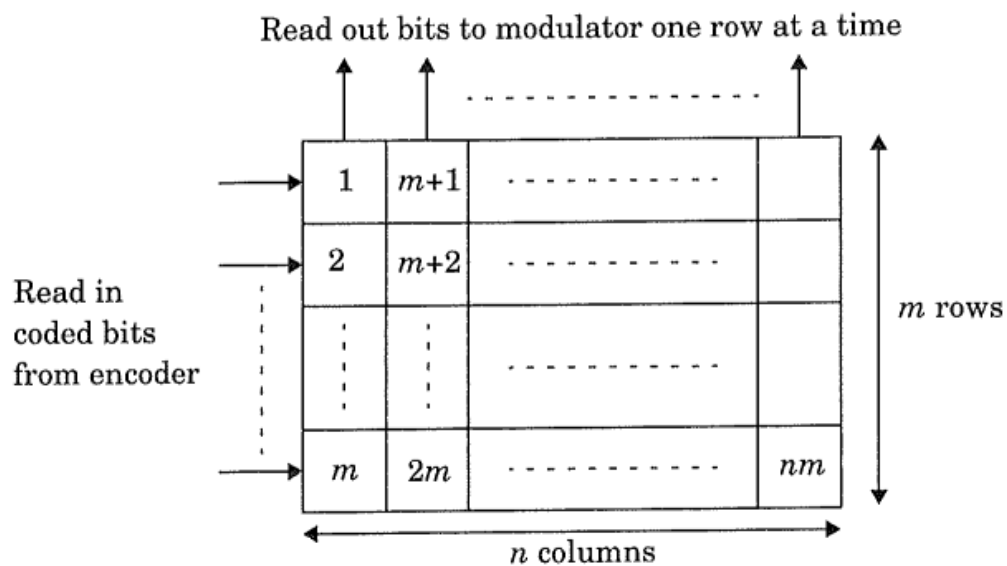 Read out bits to modulator one row at a time
1 m+1
2 m+2
Read in
coded bits
from encoder
m rows
m 2m nm
n columns